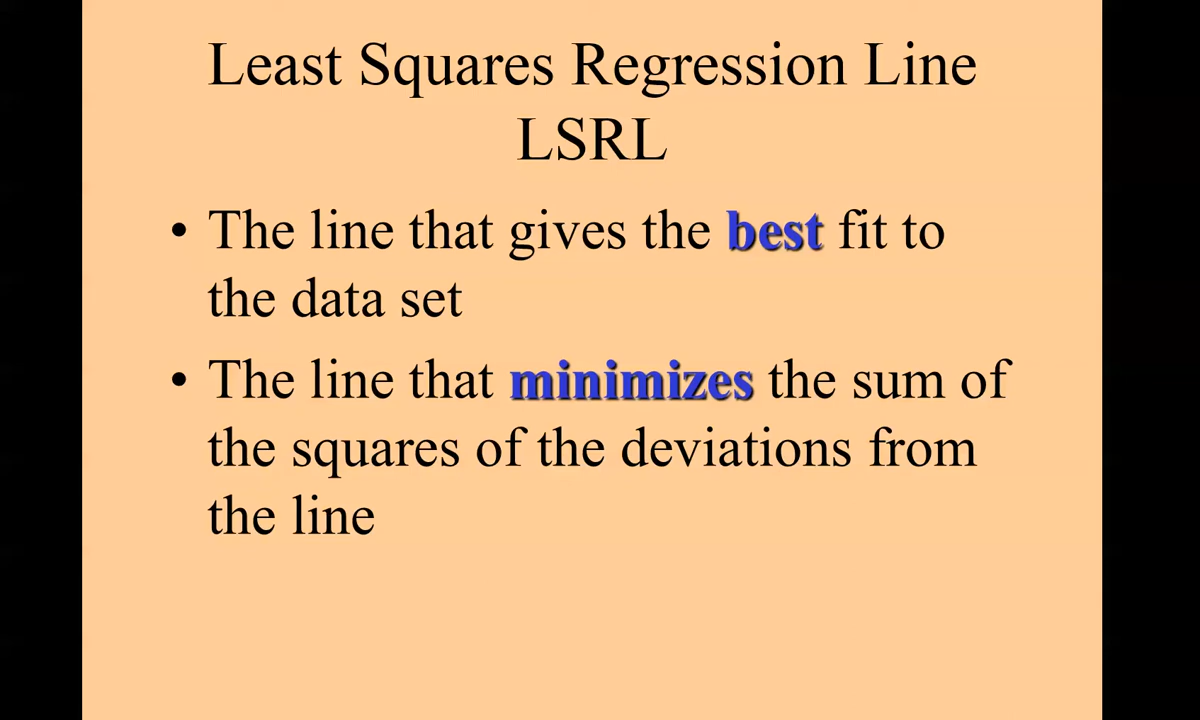 Least Squares Regression Line
LSRL
• The line that gives the best fit to
the data set
• The line that minimizes the sum of
the squares of the deviations from
the line